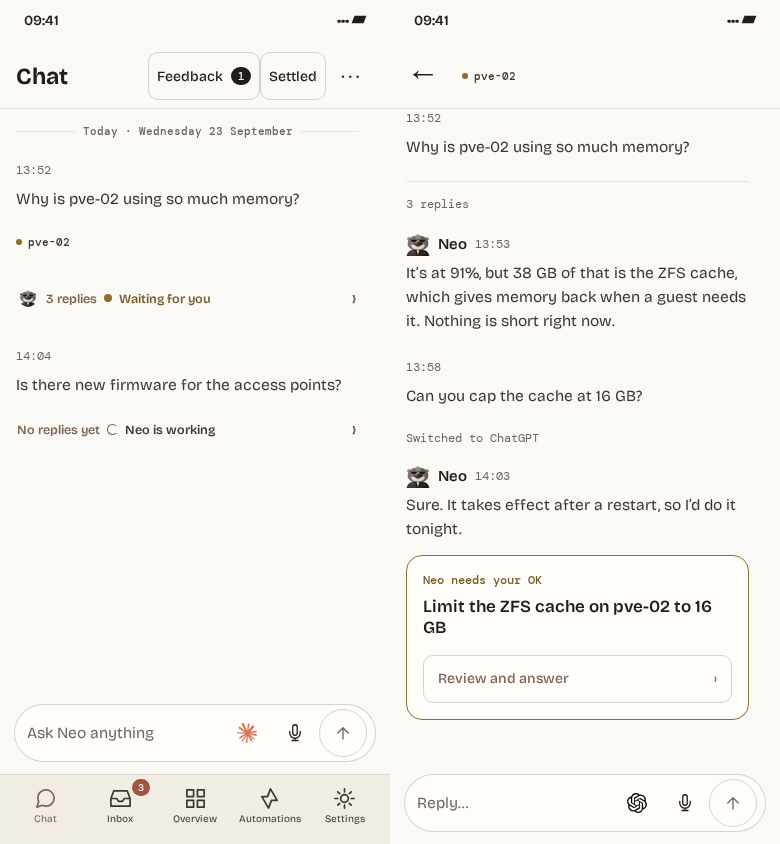 09:41
Chat
Feedback 1
Settled
Today · Wednesday 23 September
13:52
Why is pve-02 using so much memory?
pve-02
3 replies Waiting for you
14:04
Is there new firmware for the access points?
No replies yet Neo is working
Ask Neo anything
3
Chat
Inbox
Overview
Automations
Settings
09:41
pve-02
13:52
Why is pve-02 using so much memory?
3 replies
Neo 13:53
It's at 91%, but 38 GB of that is the ZFS cache,
which gives memory back when a guest needs
it. Nothing is short right now.
13:58
Can you cap the cache at 16 GB?
Switched to ChatGPT
Neo 14:03
Sure. It takes effect after a restart, so I'd do it
tonight.
Neo needs your OK
Limit the ZFS cache on pve-02 to 16
GB
Review and answer
Reply...